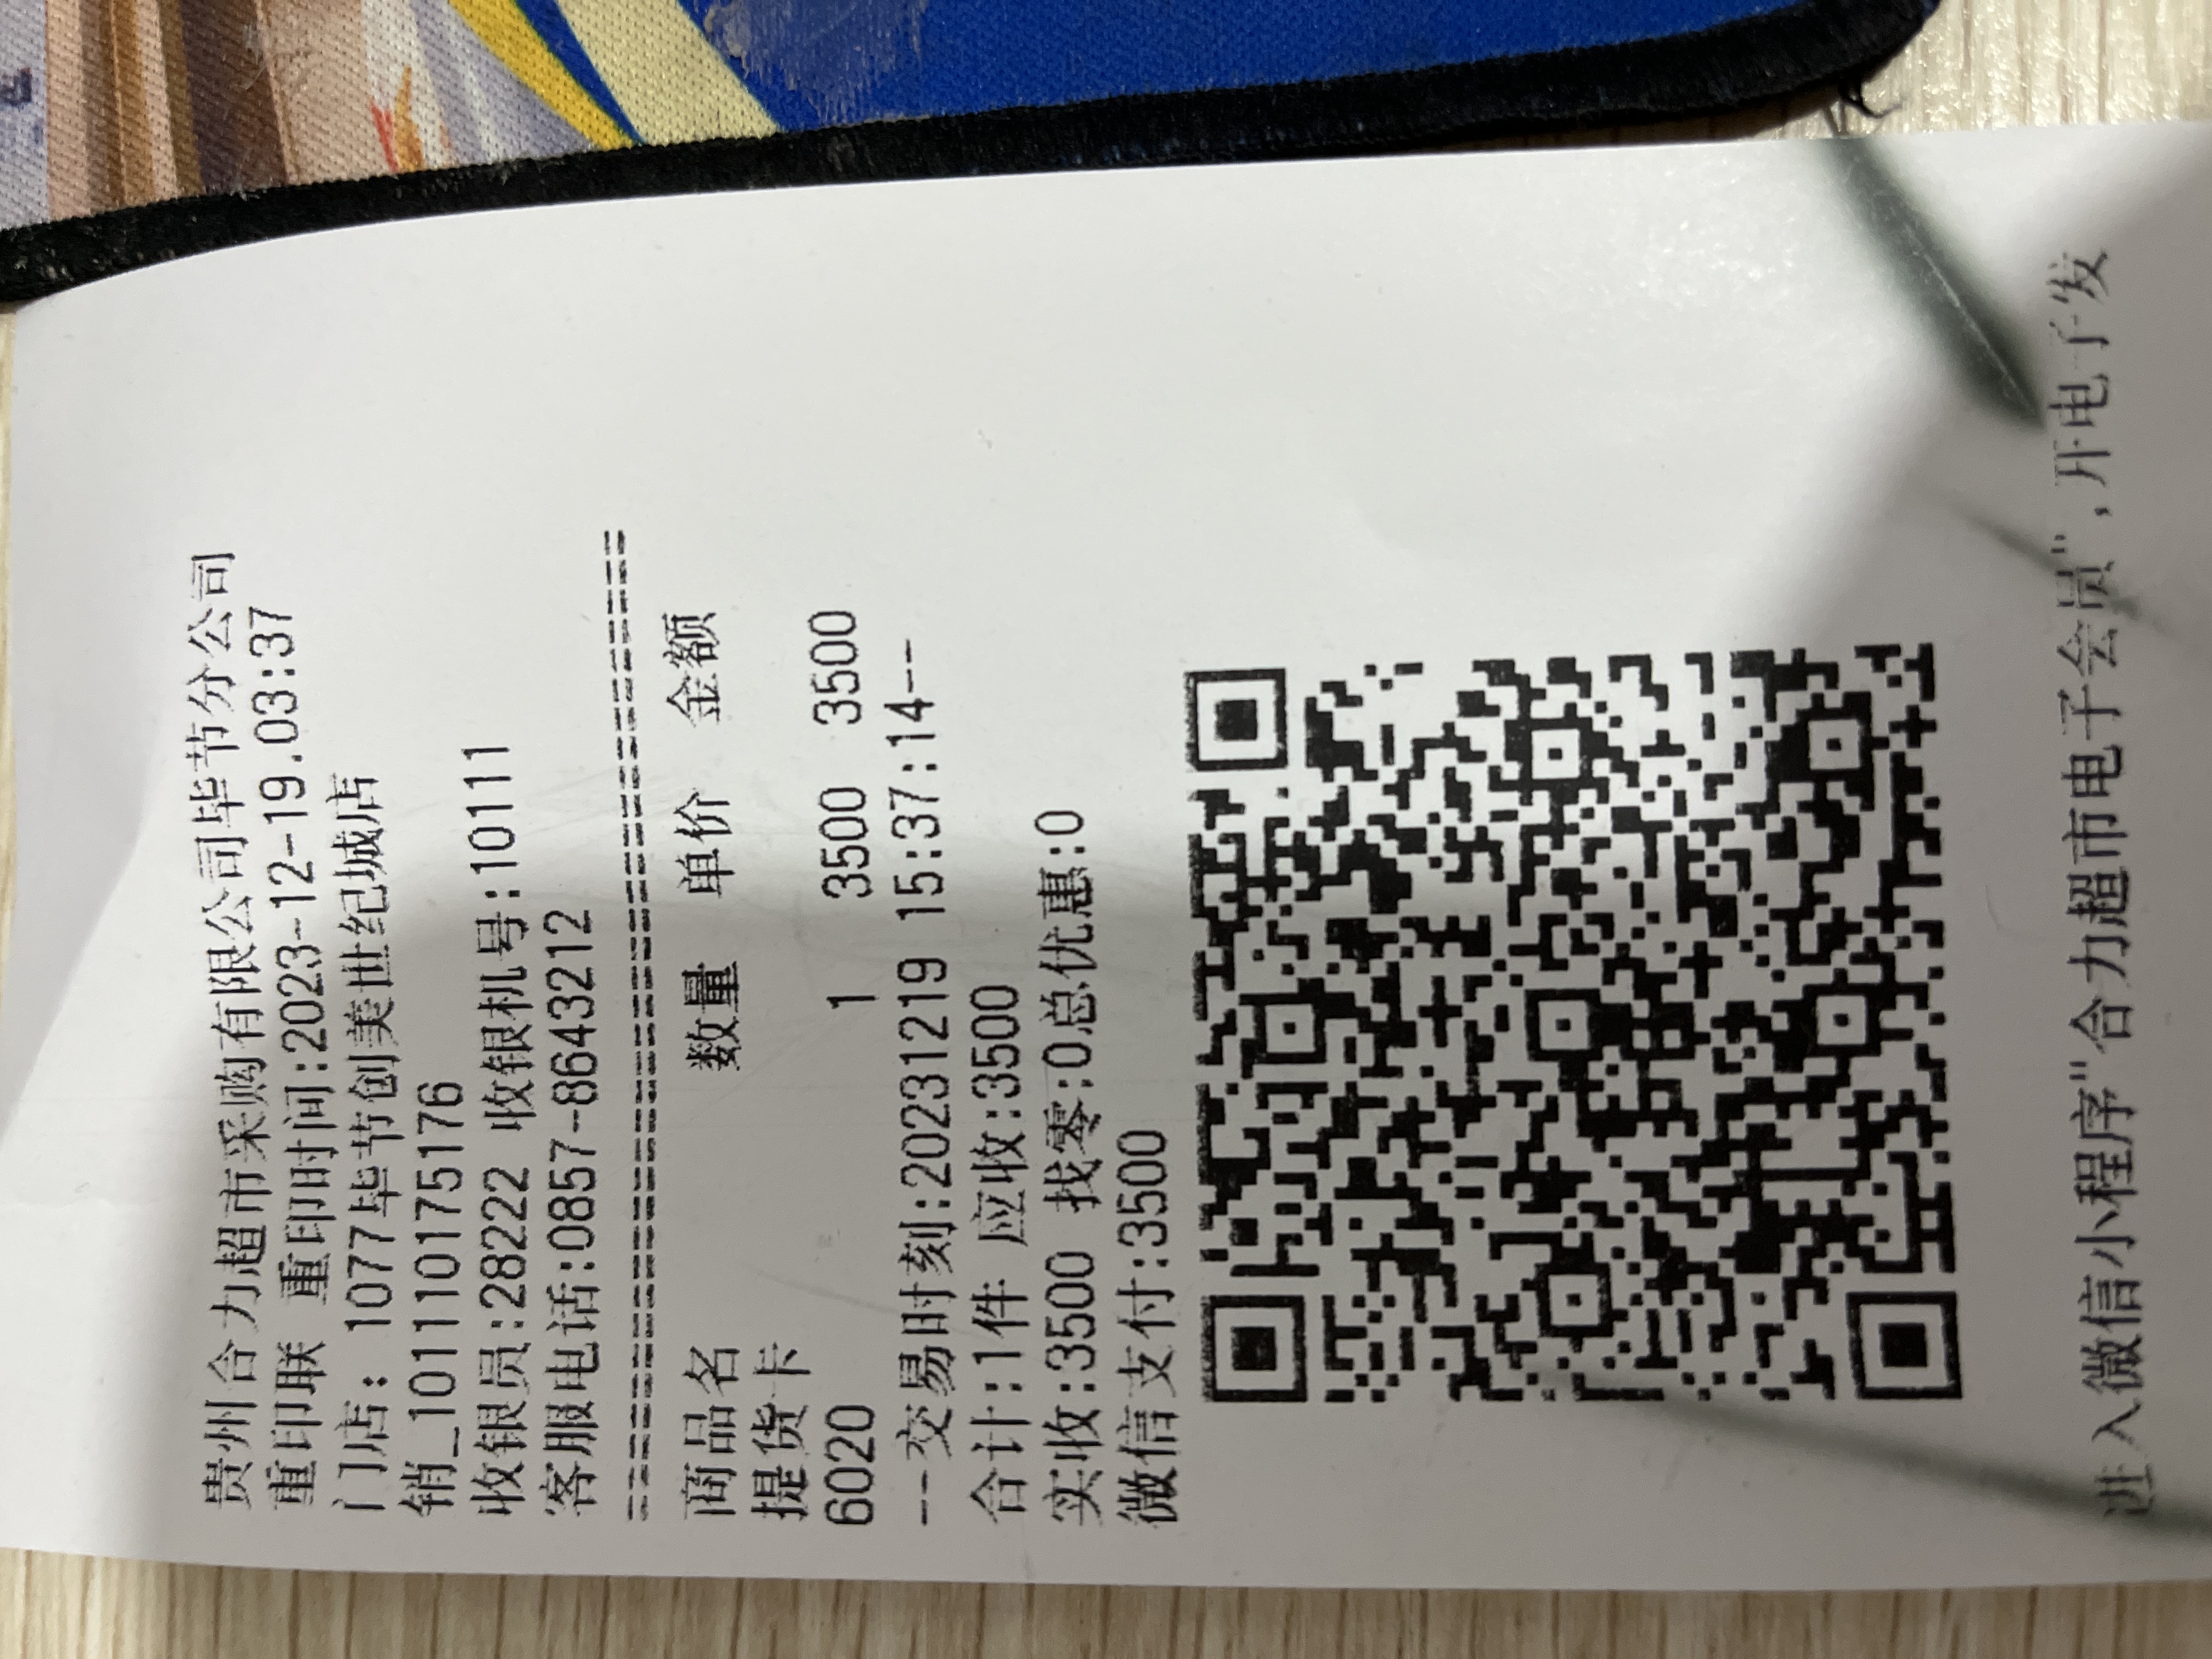 贵州合力超市采购有限公司毕节分公司
重印联 重印时间:2023-12-19.03:37
门店: 1077毕节创美世纪城店
销_101110175176
收银员:28222 收银机号:10111
客服电话:0857-8643212
================================
商品名 数量 单价 金额
提货卡
6020 1 3500 3500
--交易时刻:20231219 15:37:14--
合计:1件 应收:3500
实收:3500 找零:0总优惠:0
微信支付:3500
进入微信小程序"合力超市电子会员",开电子发